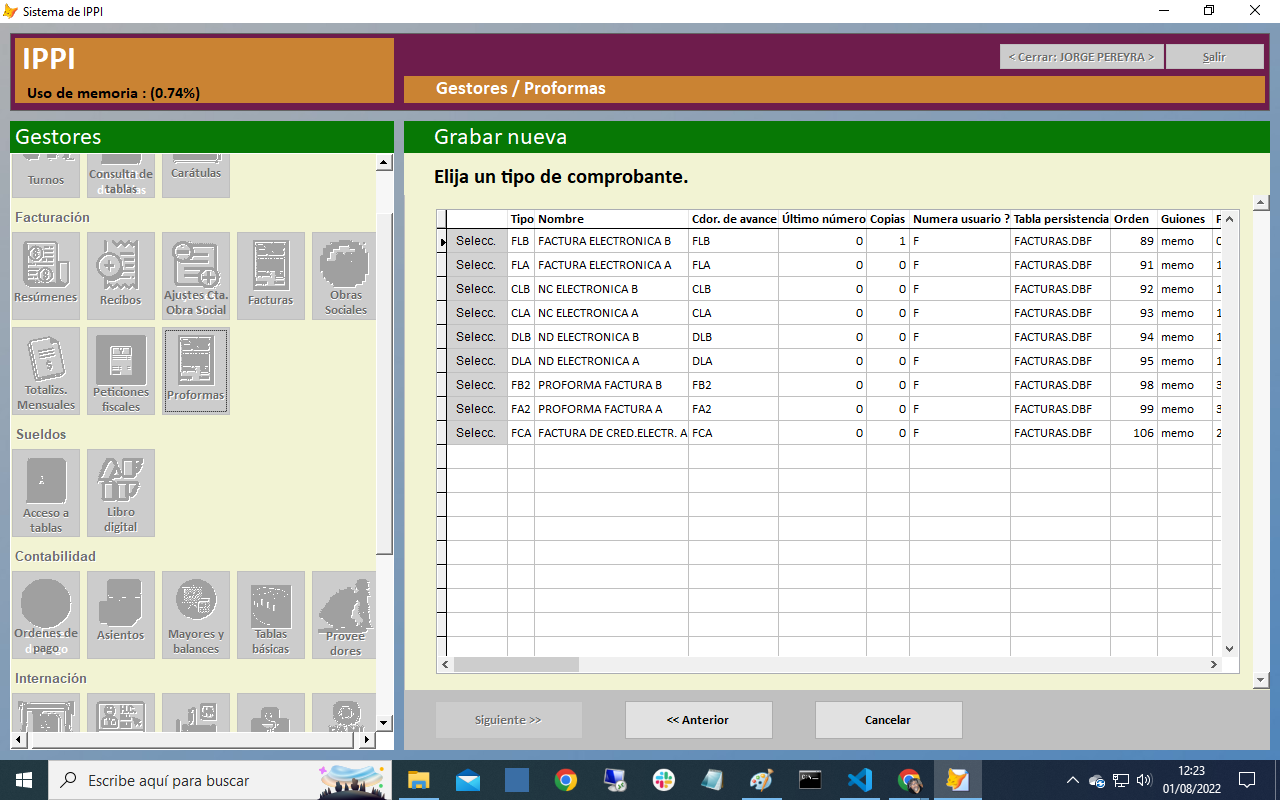 Sistema de IPPI
IPPI
Uso de memoria : (0.74%)
< Cerrar: JORGE PEREYRA >
Salir
Gestores / Proformas
Gestores
Turnos
Consulta de tablas
Carátulas
Facturación
Resúmenes
Recibos
Ajustes Cta. Obra Social
Facturas
Obras Sociales
Totalizs. Mensuales
Peticiones fiscales
Proformas
Sueldos
Acceso a tablas
Libro digital
Contabilidad
Ordenes de pago
Asientos
Mayores y balances
Tablas básicas
Provee dores
Internación
H.C.
Grabar nueva
Elija un tipo de comprobante.
Tipo Nombre Cdor. de avance Último número Copias Numera usuario ? Tabla persistencia Orden Guiones F
Selecc. FLB FACTURA ELECTRONICA B FLB 0 1 F FACTURAS.DBF 89 memo 0
Selecc. FLA FACTURA ELECTRONICA A FLA 0 0 F FACTURAS.DBF 91 memo 1
Selecc. CLB NC ELECTRONICA B CLB 0 0 F FACTURAS.DBF 92 memo 1
Selecc. CLA NC ELECTRONICA A CLA 0 0 F FACTURAS.DBF 93 memo 1
Selecc. DLB ND ELECTRONICA B DLB 0 0 F FACTURAS.DBF 94 memo 1
Selecc. DLA ND ELECTRONICA A DLA 0 0 F FACTURAS.DBF 95 memo 1
Selecc. FB2 PROFORMA FACTURA B FB2 0 0 F FACTURAS.DBF 98 memo 3
Selecc. FA2 PROFORMA FACTURA A FA2 0 0 F FACTURAS.DBF 99 memo 3
Selecc. FCA FACTURA DE CRED.ELECTR. A FCA 0 0 F FACTURAS.DBF 106 memo 2
Siguiente >>
<< Anterior
Cancelar
Escribe aquí para buscar
12:23
01/08/2022